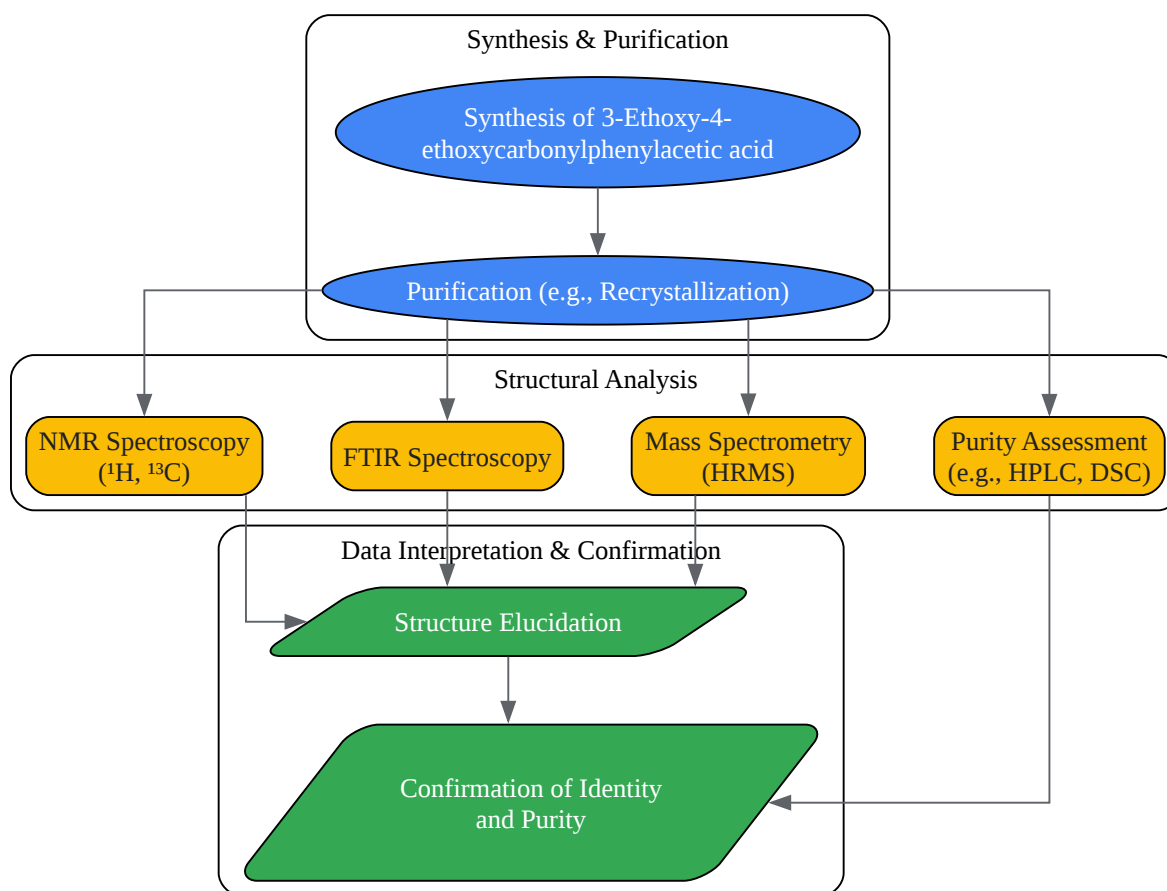 Synthesis & Purification
Synthesis of 3-Ethoxy-4-
ethoxycarbonylphenylacetic acid
Purification (e.g., Recrystallization)
Structural Analysis
NMR Spectroscopy
(¹H, ¹³C)
FTIR Spectroscopy
Mass Spectrometry
(HRMS)
Purity Assessment
(e.g., HPLC, DSC)
Data Interpretation & Confirmation
Structure Elucidation
Confirmation of Identity
and Purity